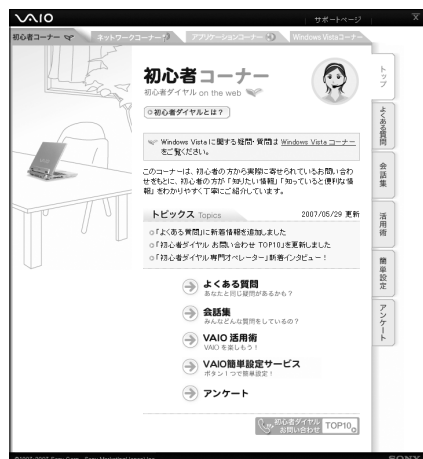 VAIO
サポートページ
X
初心者コーナー
ネットワークコーナー
アプリケーションコーナー
Windows Vistaコーナー
初心者コーナー
初心者ダイヤル on the web
初心者ダイヤルとは?
Windows Vistaに関する疑問・質問は Windows Vista コーナー
をご覧ください。
このコーナーは、初心者の方から実際に寄せられているお問い合わ
せをもとに、初心者の方が「知りたい情報」「知っていると便利な情
報」をわかりやすく丁寧にご紹介しています。
トピックス Topics
2007/05/29 更新
「よくある質問」に新着情報を追加しました
「初心者ダイヤル お問い合わせ TOP10」を更新しました
「初心者ダイヤル専門オペレーター」新着インタビュー!
よくある質問
あなたと同じ疑問があるかも?
会話集
みんなどんな質問をしているの?
VAIO 活用術
VAIO を楽しもう!
VAIO簡単設定サービス
ボタン1つで簡単設定!
アンケート
初心者ダイヤル
お問い合わせ
TOP10
トップ
よくある質問
会話集
活用術
簡単設定
アンケート
SONY